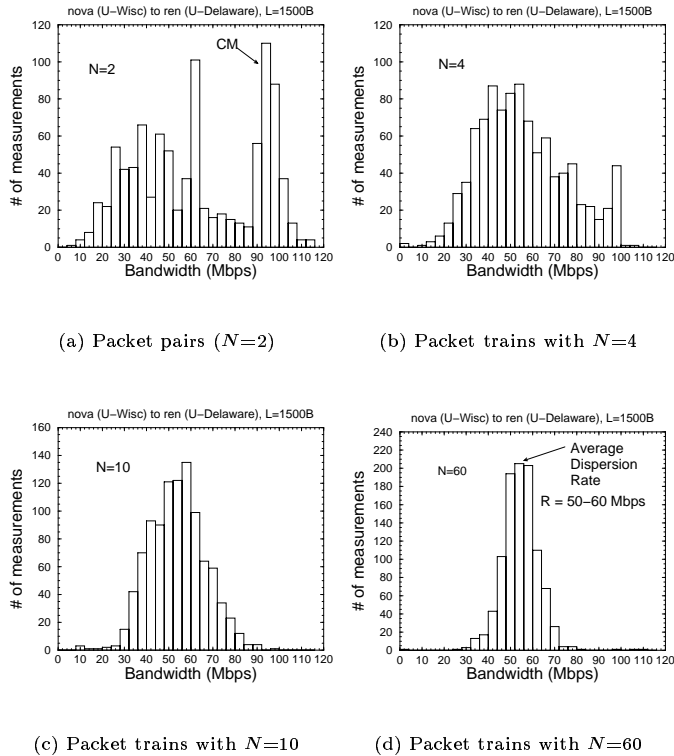 nova (U−Wisc) to ren (U−Delaware), L=1500B
120
100
80
60
40
20
0
# of measurements
N=2
CM
0 10 20 30 40 50 60 70 80 90 100 110 120
Bandwidth (Mbps)
(a) Packet pairs (N=2)
nova (U−Wisc) to ren (U−Delaware), L=1500B
120
100
80
60
40
20
0
# of measurements
N=4
0 10 20 30 40 50 60 70 80 90 100 110 120
Bandwidth (Mbps)
(b) Packet trains with N=4
nova (U−Wisc) to ren (U−Delaware), L=1500B
160
140
120
100
80
60
40
20
0
# of measurements
N=10
0 10 20 30 40 50 60 70 80 90 100 110 120
Bandwidth (Mbps)
(c) Packet trains with N=10
nova (U−Wisc) to ren (U−Delaware), L=1500B
240
220
200
180
160
140
120
100
80
60
40
20
0
# of measurements
N=60
Average
Dispersion
Rate
R = 50−60 Mbps
0 10 20 30 40 50 60 70 80 90 100 110 120
Bandwidth (Mbps)
(d) Packet trains with N=60